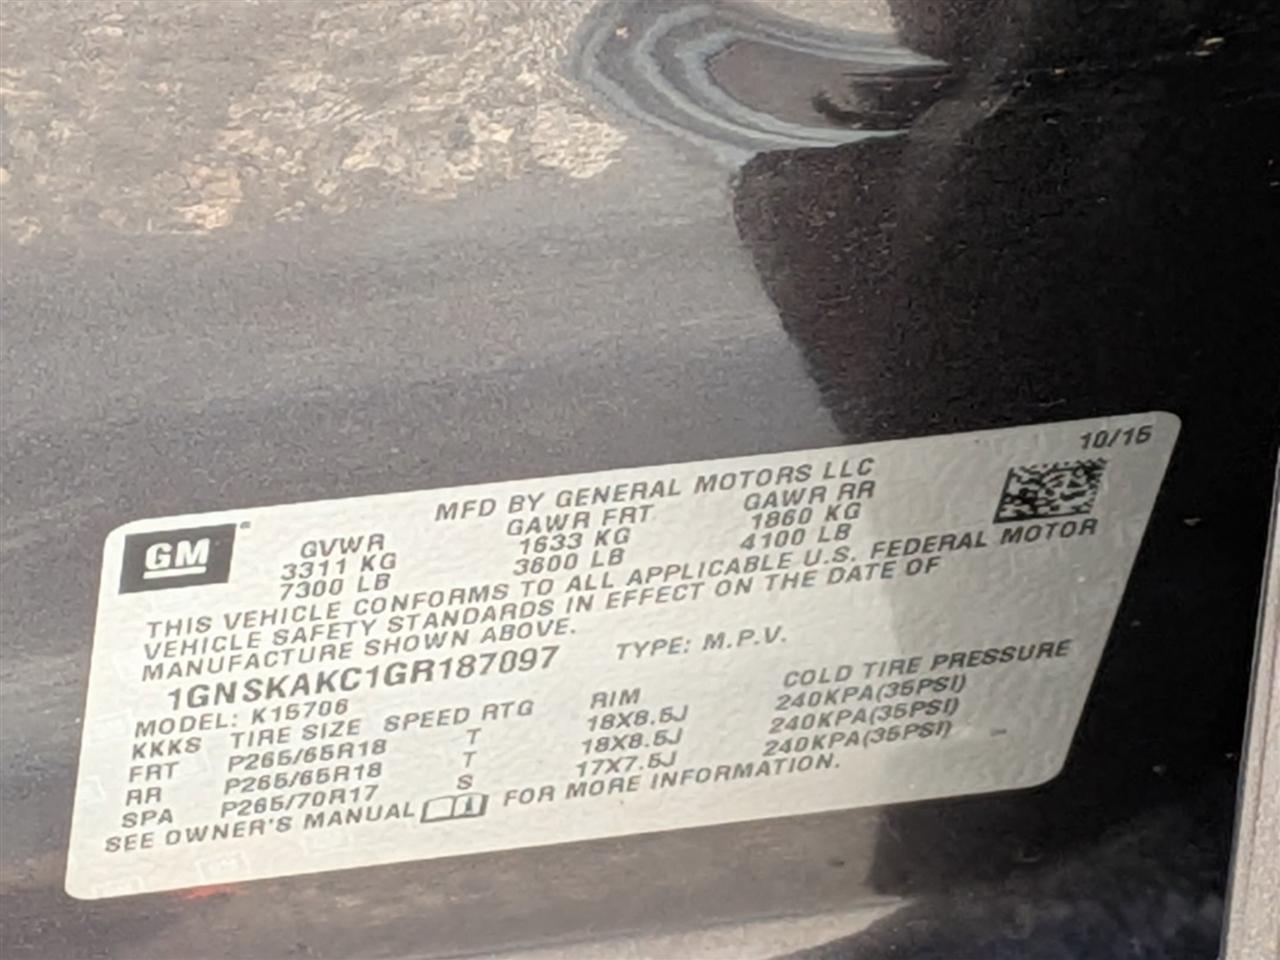 10/15
MFD BY GENERAL MOTORS LLC
GM
GVWR GAWR FRT GAWR RR
3311 KG 1633 KG 1860 KG
7300 LB 3600 LB 4100 LB
THIS VEHICLE CONFORMS TO ALL APPLICABLE U.S. FEDERAL MOTOR
VEHICLE SAFETY STANDARDS IN EFFECT ON THE DATE OF
MANUFACTURE SHOWN ABOVE.
1GNSKAKC1GR187097 TYPE: M.P.V.
MODEL: K15706
KKKS TIRE SIZE SPEED RTG RIM COLD TIRE PRESSURE
FRT P265/65R18 T 18X8.5J 240KPA(35PSI)
RR P265/65R18 T 18X8.5J 240KPA(35PSI)
SPA P265/70R17 S 17X7.5J 240KPA(35PSI)
SEE OWNER'S MANUAL FOR MORE INFORMATION.